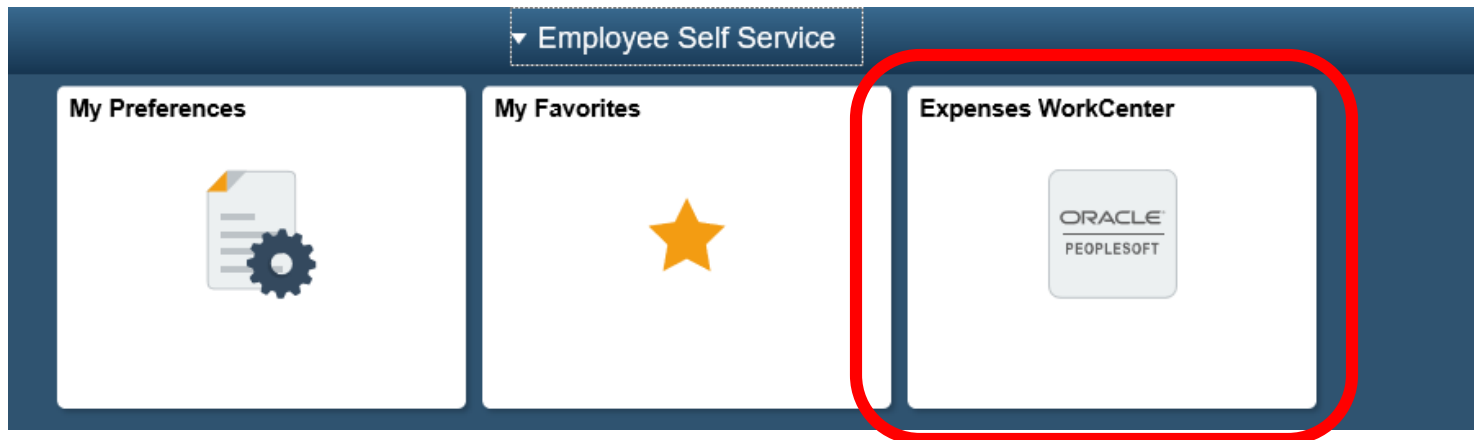 Employee Self Service
My Preferences
My Favorites
Expenses WorkCenter
ORACLE
PEOPLESOFT